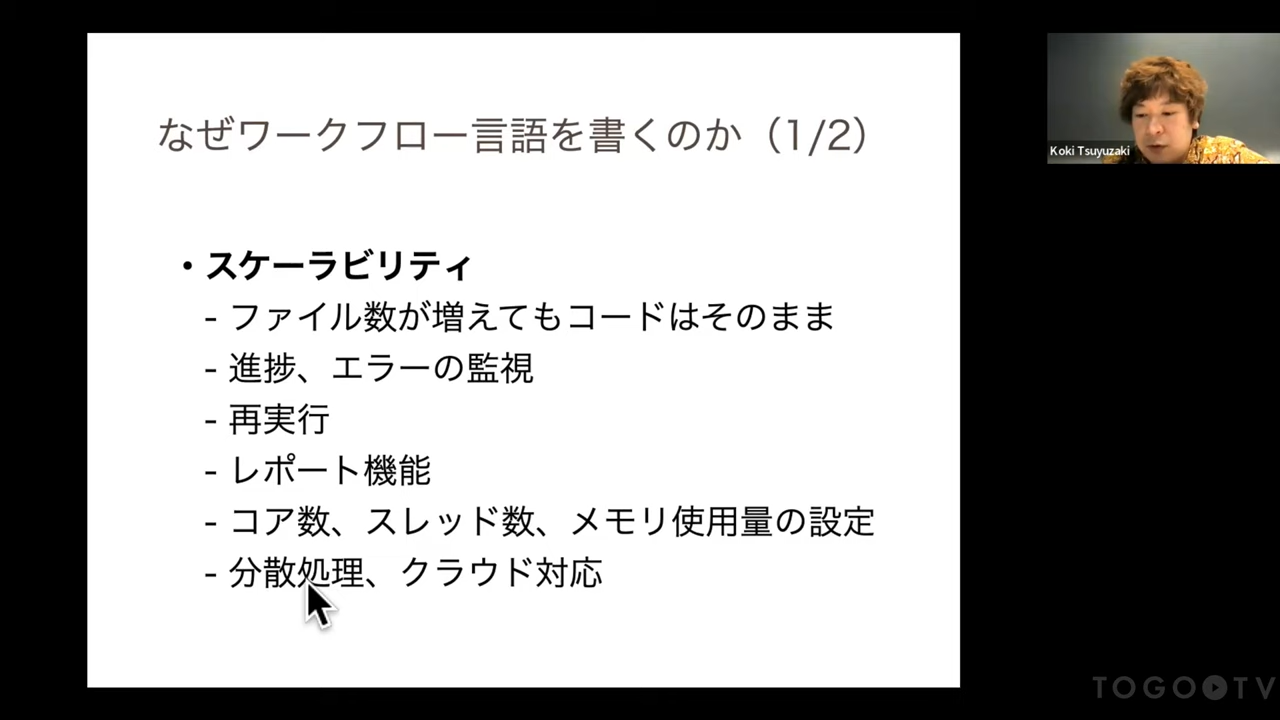 なぜワークフロー言語を書くのか（1/2）
・スケーラビリティ
- ファイル数が増えてもコードはそのまま
- 進捗、エラーの監視
- 再実行
- レポート機能
- コア数、スレッド数、メモリ使用量の設定
- 分散処理、クラウド対応
Koki Tsuyuzaki
TOGO TV